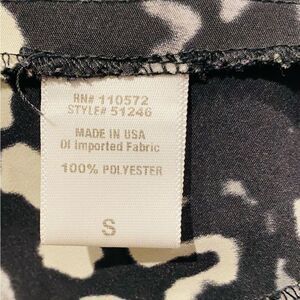 RN# 110572
STYLE# 51246
MADE IN USA
Of Imported Fabric
100% POLYESTER
S